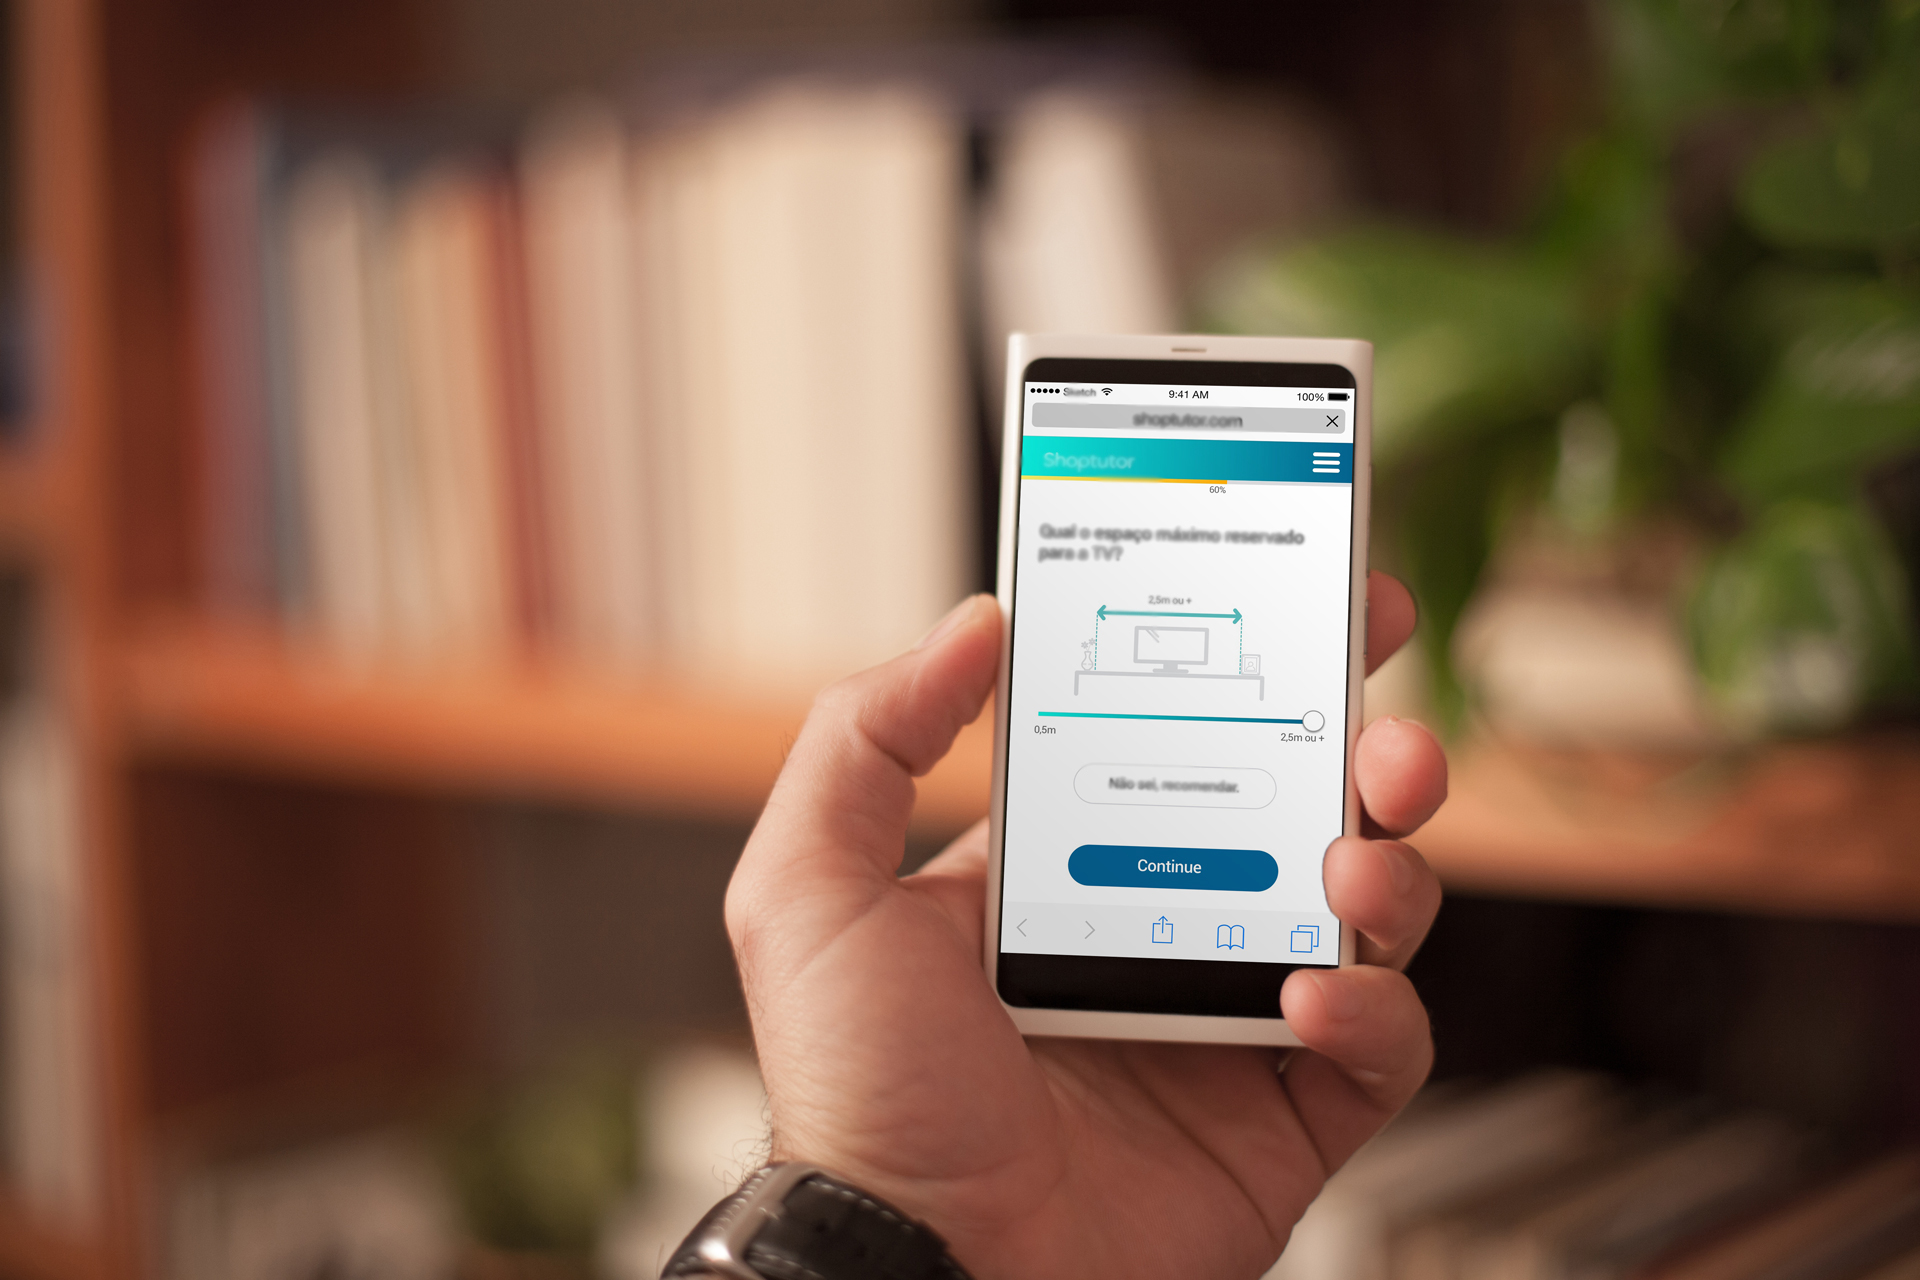 Sketch 9:41 AM 100%
shoptutor.com
Shoptutor
60%
Qual o espaço máximo reservado
para a TV?
2,5m ou +
0,5m 2,5m ou +
Não sei, recomendar.
Continue